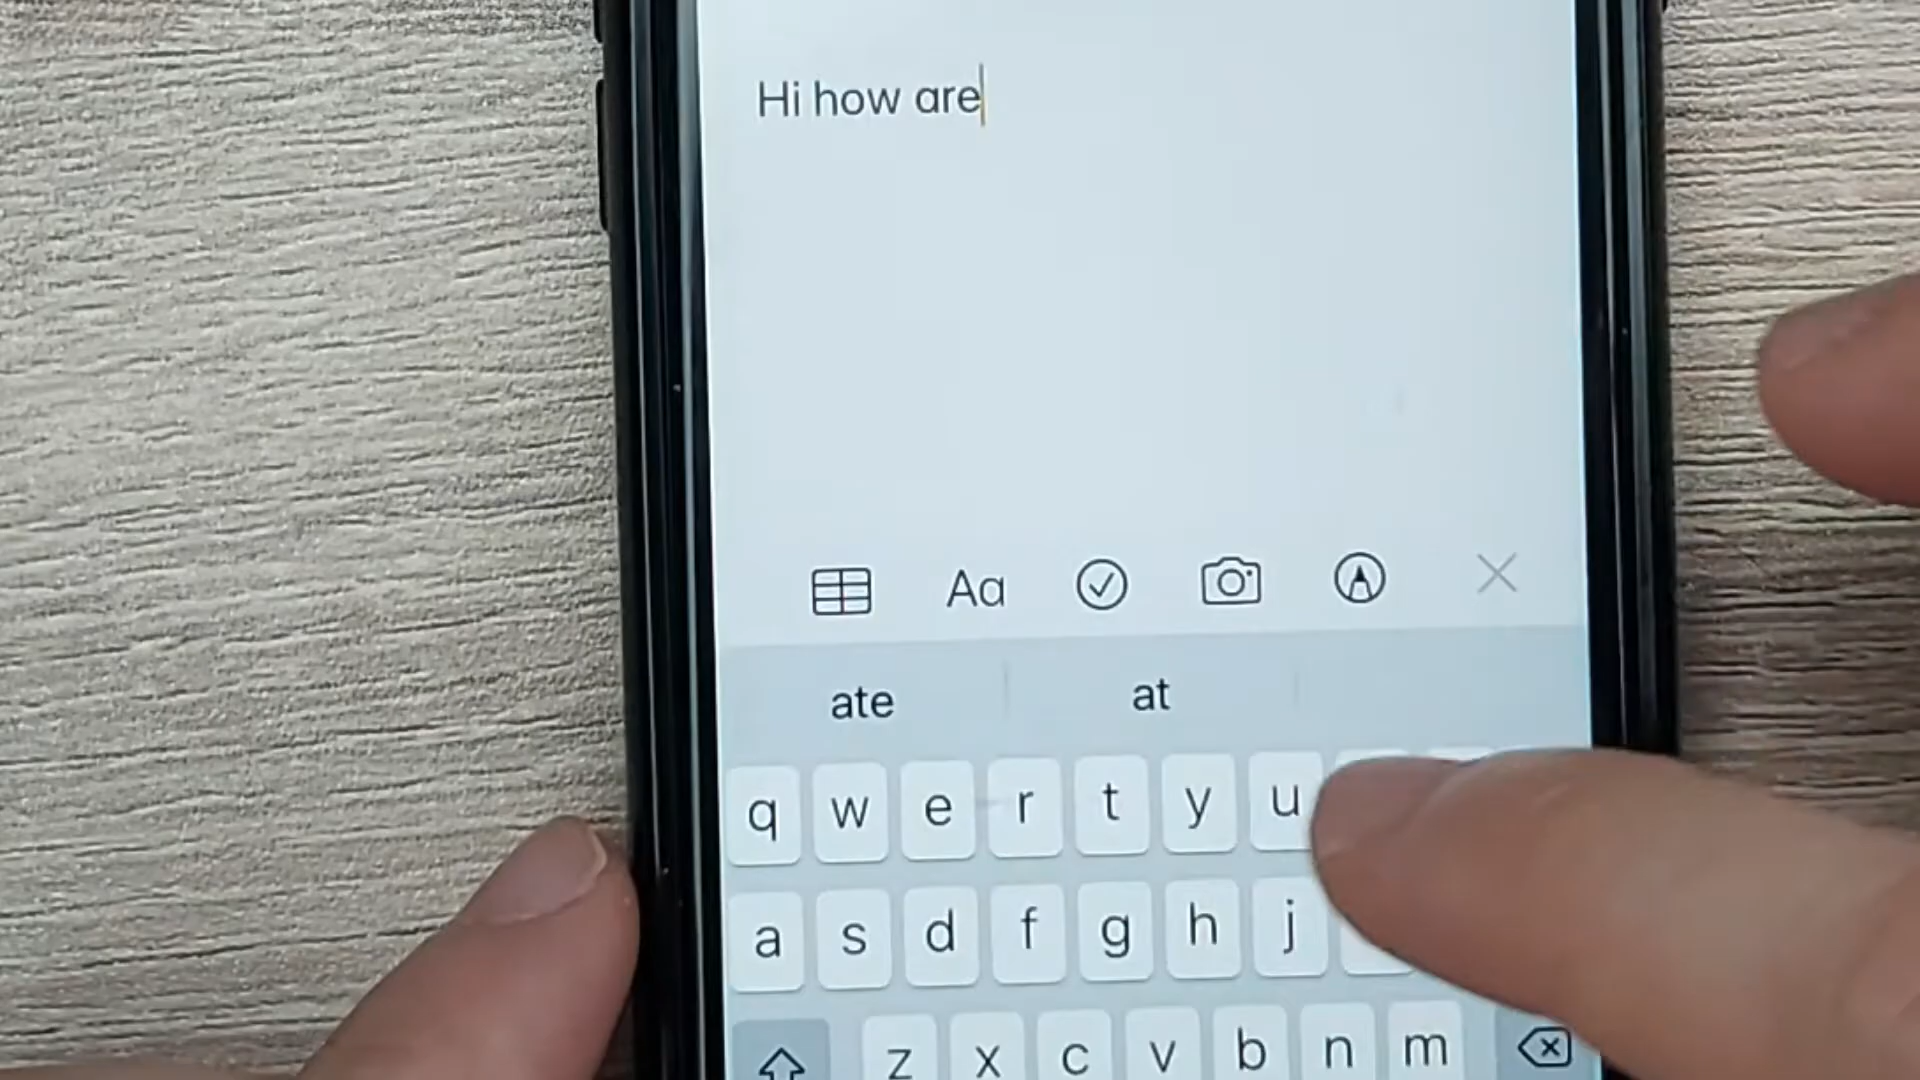 Hi how are
Aa
ate at
q w e r t y u
a s d f g h j
z x c v b n m